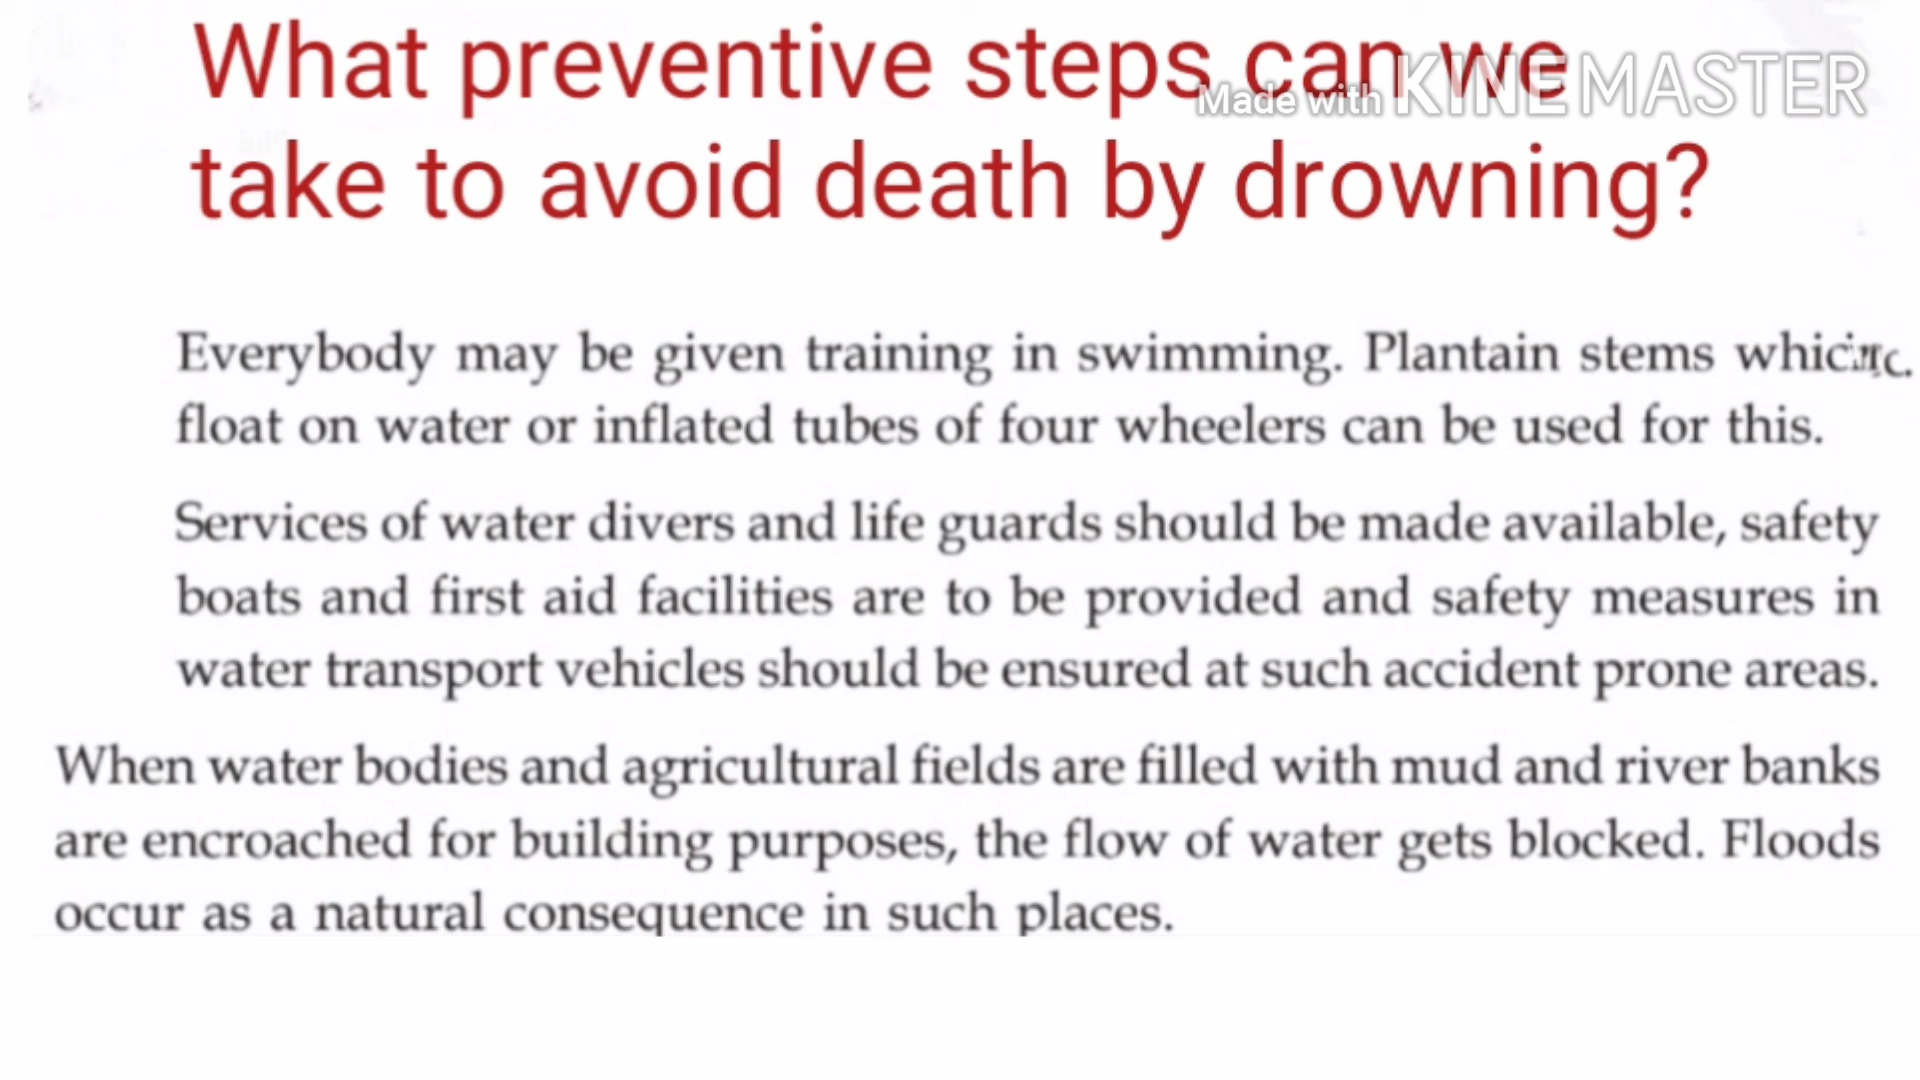 What preventive steps can we
Made with KINEMASTER
take to avoid death by drowning?
Everybody may be given training in swimming. Plantain stems
float on water or inflated tubes of four wheelers can be used for this.
Services of water divers and life guards should be made available, safety
boats and first aid facilities are to be provided and safety measures in
water transport vehicles should be ensured at such accident prone areas.
When water bodies and agricultural fields are filled with mud and river banks
are encroached for building purposes, the flow of water gets blocked. Floods
occur as a natural consequence in such places.